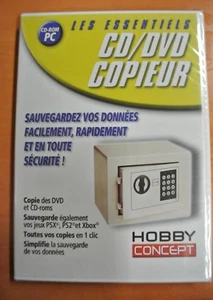 LES ESSENTIELS
CD-ROM
PC
CD/DVD
COPIEUR
SAUVEGARDEZ VOS DONNÉES
FACILEMENT, RAPIDEMENT
ET EN TOUTE
SÉCURITÉ !
Copie des DVD
et CD-roms
Sauvegarde également
vos jeux PSX®, PS2® et Xbox®
Toutes vos copies en 1 clic
Simplifie la sauvegarde
de vos données
HOBBY
CONCEPT